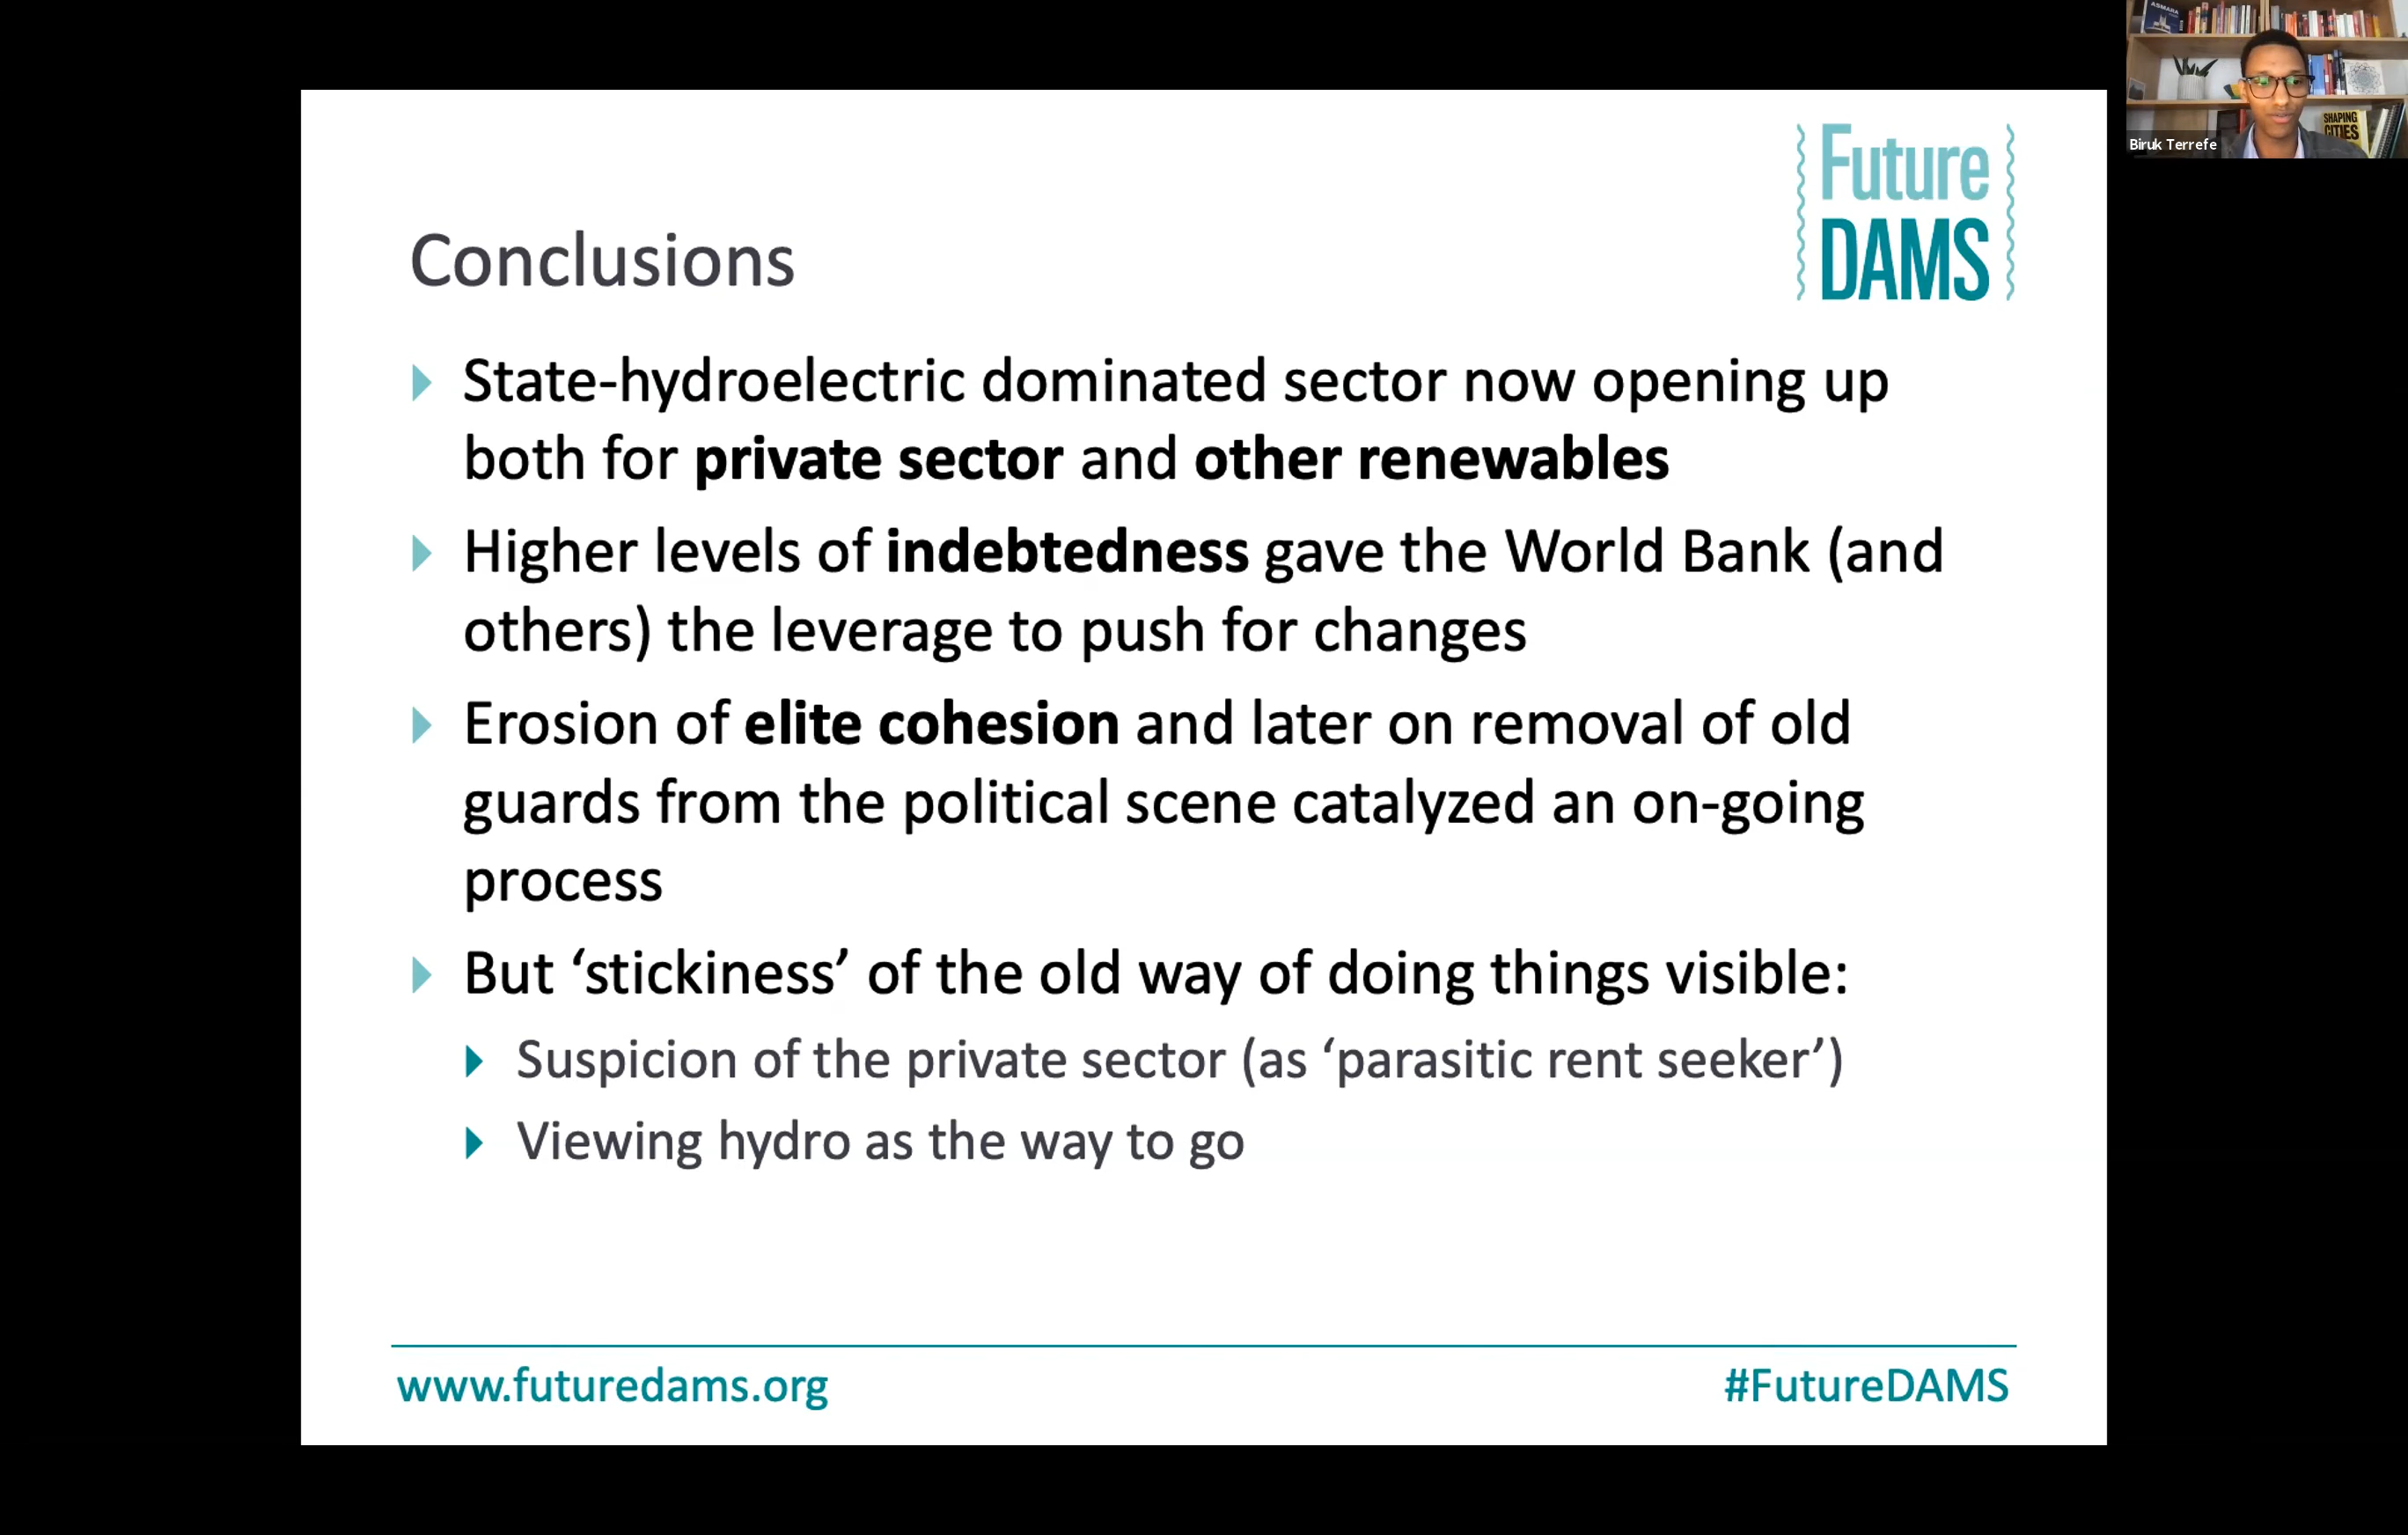 ASMARA
SHAPING
CITIES
Biruk Terrefe
Future
DAMS
Conclusions
State-hydroelectric dominated sector now opening up
both for private sector and other renewables
Higher levels of indebtedness gave the World Bank (and
others) the leverage to push for changes
Erosion of elite cohesion and later on removal of old
guards from the political scene catalyzed an on-going
process
But ‘stickiness’ of the old way of doing things visible:
Suspicion of the private sector (as ‘parasitic rent seeker’)
Viewing hydro as the way to go
www.futuredams.org
#FutureDAMS